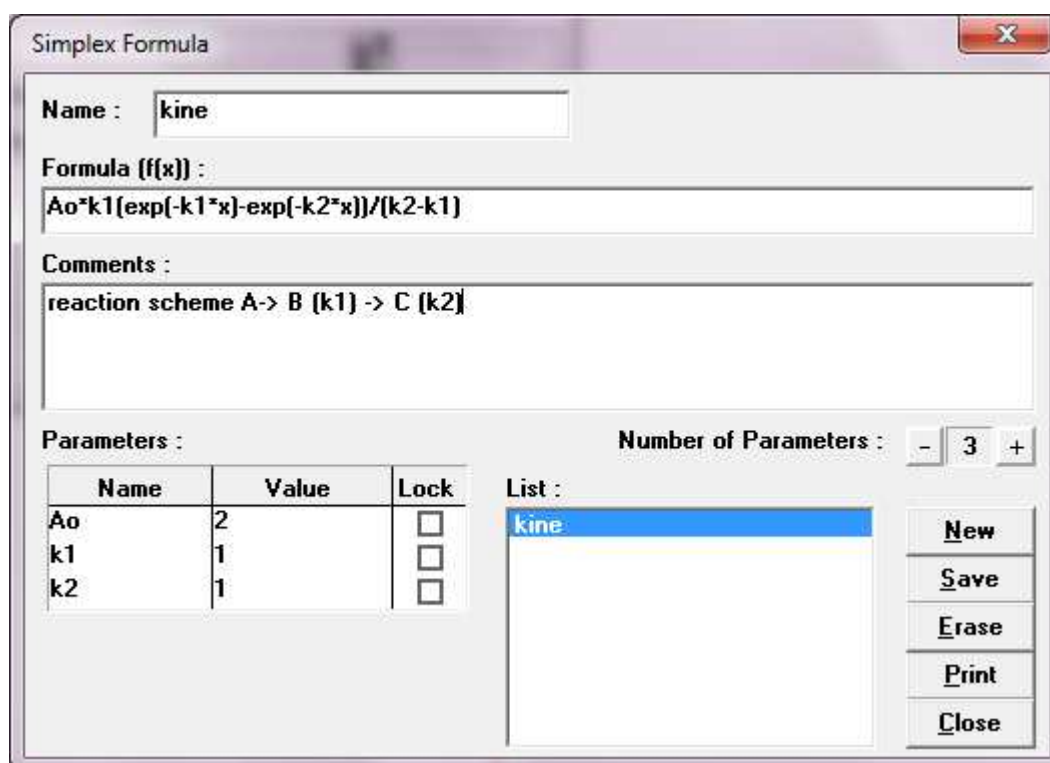 Simplex Formula
Name : kine
Formula (f(x)) :
Ao*k1(exp(-k1*x)-exp(-k2*x))/(k2-k1)
Comments :
reaction scheme A-> B (k1) -> C (k2)
Parameters :
Number of Parameters : - 3 +
Name Value Lock
Ao 2
k1 1
k2 1
List :
kine
New
Save
Erase
Print
Close